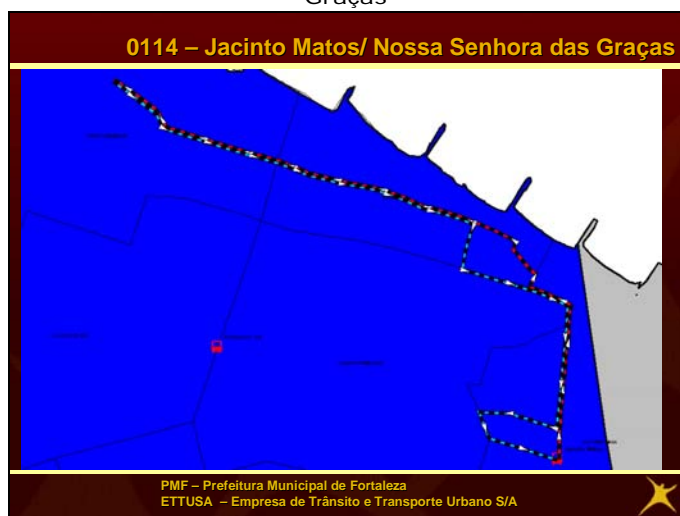 Graças
0114 – Jacinto Matos/ Nossa Senhora das Graças
PMF – Prefeitura Municipal de Fortaleza
ETTUSA – Empresa de Trânsito e Transporte Urbano S/A